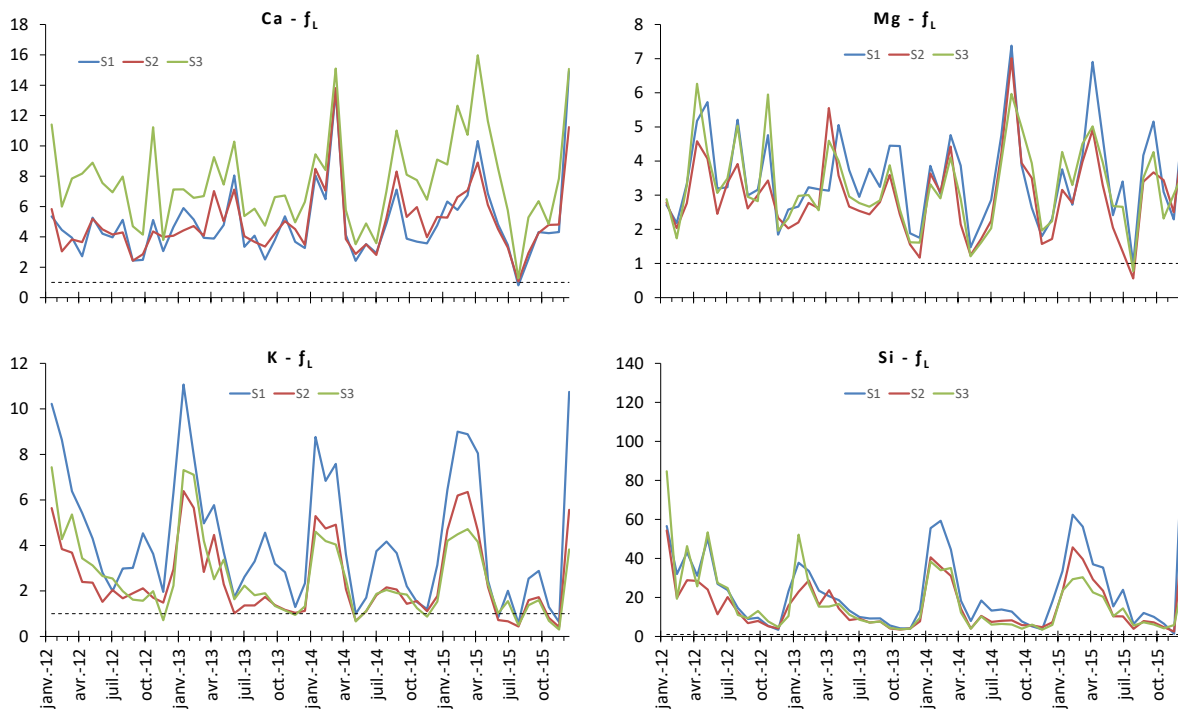 Ca - ƒL
18
16
14
12
10
8
6
4
2
0
S1 S2 S3
Mg - ƒL
8
7
6
5
4
3
2
1
0
S1 S2 S3
K - ƒL
12
10
8
6
4
2
0
S1 S2 S3
janv.-12
avr.-12
juil.-12
oct.-12
janv.-13
avr.-13
juil.-13
oct.-13
janv.-14
avr.-14
juil.-14
oct.-14
janv.-15
avr.-15
juil.-15
oct.-15
Si - ƒL
140
120
100
80
60
40
20
0
S1 S2 S3
janv.-12
avr.-12
juil.-12
oct.-12
janv.-13
avr.-13
juil.-13
oct.-13
janv.-14
avr.-14
juil.-14
oct.-14
janv.-15
avr.-15
juil.-15
oct.-15